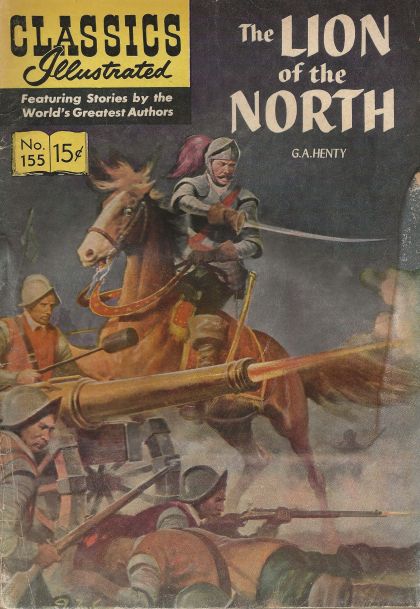 CLASSICS
Illustrated
Featuring Stories by the
World's Greatest Authors
No.
155
15¢
The LION
of the
NORTH
G.A.HENTY